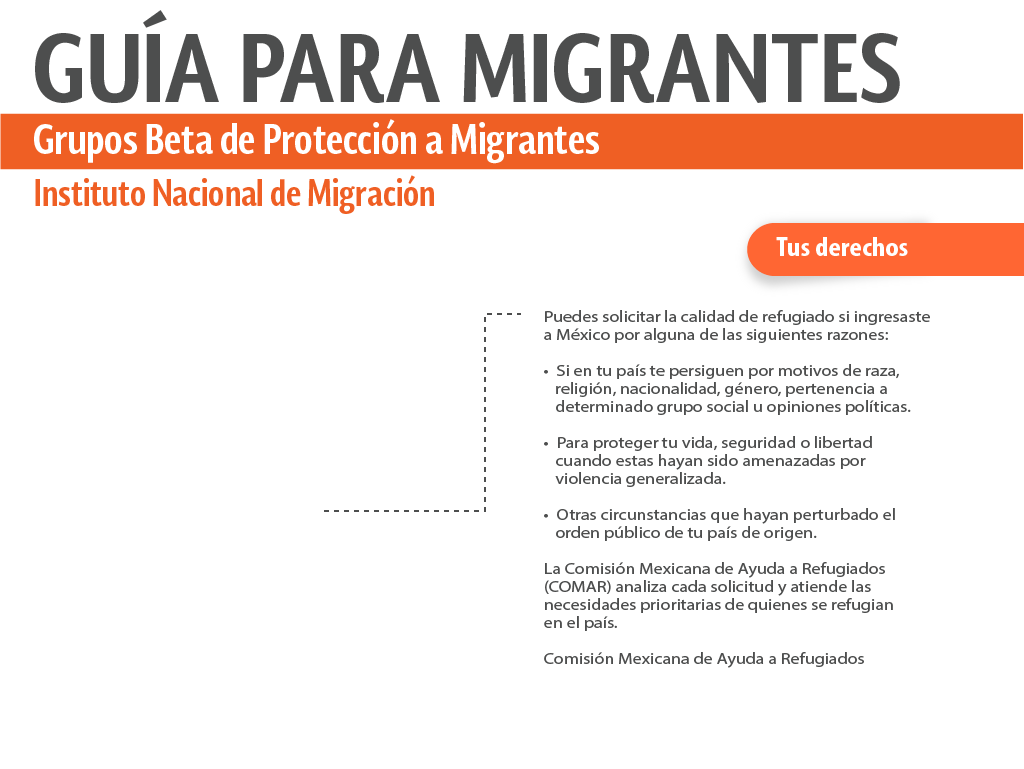 GUÍA PARA MIGRANTES
Grupos Beta de Protección a Migrantes
Instituto Nacional de Migración
Tus derechos
Puedes solicitar la calidad de refugiado si ingresaste
a México por alguna de las siguientes razones:
• Si en tu país te persiguen por motivos de raza,
religión, nacionalidad, género, pertenencia a
determinado grupo social u opiniones políticas.
• Para proteger tu vida, seguridad o libertad
cuando estas hayan sido amenazadas por
violencia generalizada.
• Otras circunstancias que hayan perturbado el
orden público de tu país de origen.
La Comisión Mexicana de Ayuda a Refugiados
(COMAR) analiza cada solicitud y atiende las
necesidades prioritarias de quienes se refugian
en el país.
Comisión Mexicana de Ayuda a Refugiados